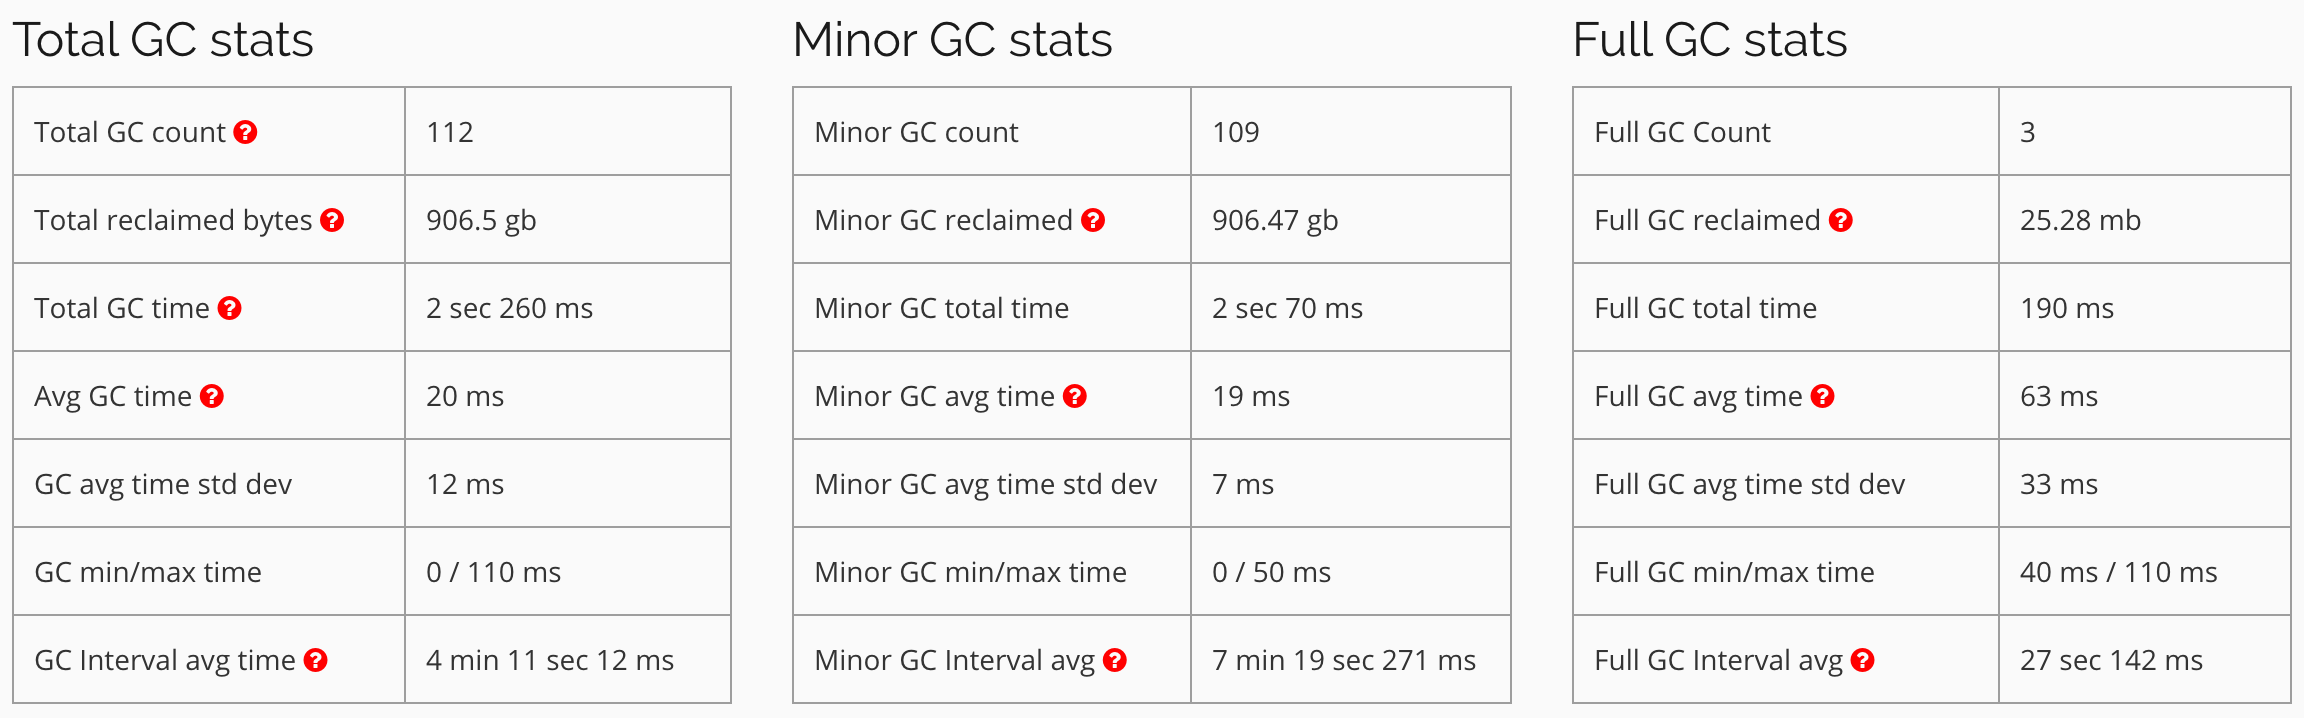 Total GC stats
Total GC count ? 112
Total reclaimed bytes ? 906.5 gb
Total GC time ? 2 sec 260 ms
Avg GC time ? 20 ms
GC avg time std dev 12 ms
GC min/max time 0 / 110 ms
GC Interval avg time ? 4 min 11 sec 12 ms
Minor GC stats
Minor GC count 109
Minor GC reclaimed ? 906.47 gb
Minor GC total time 2 sec 70 ms
Minor GC avg time ? 19 ms
Minor GC avg time std dev 7 ms
Minor GC min/max time 0 / 50 ms
Minor GC Interval avg ? 7 min 19 sec 271 ms
Full GC stats
Full GC Count 3
Full GC reclaimed ? 25.28 mb
Full GC total time 190 ms
Full GC avg time ? 63 ms
Full GC avg time std dev 33 ms
Full GC min/max time 40 ms / 110 ms
Full GC Interval avg ? 27 sec 142 ms